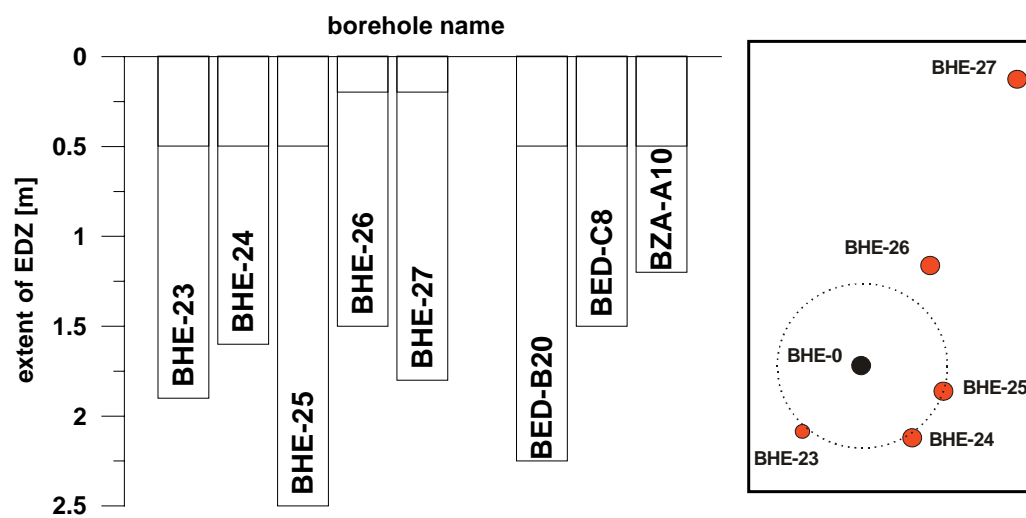 borehole name
extent of EDZ [m]
0
0.5
1
1.5
2
2.5
BHE-23
BHE-24
BHE-25
BHE-26
BHE-27
BED-B20
BED-C8
BZA-A10
BHE-27
BHE-26
BHE-0
BHE-25
BHE-24
BHE-23